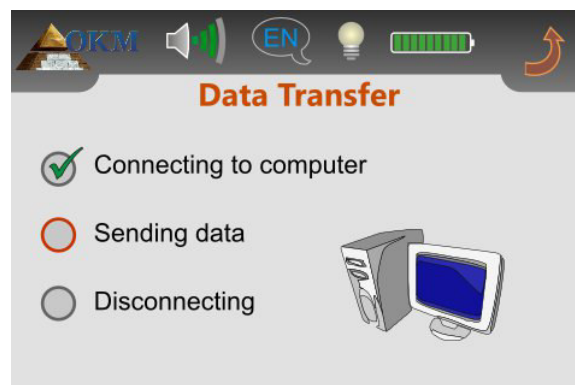 OKM
EN
Data Transfer
Connecting to computer
Sending data
Disconnecting